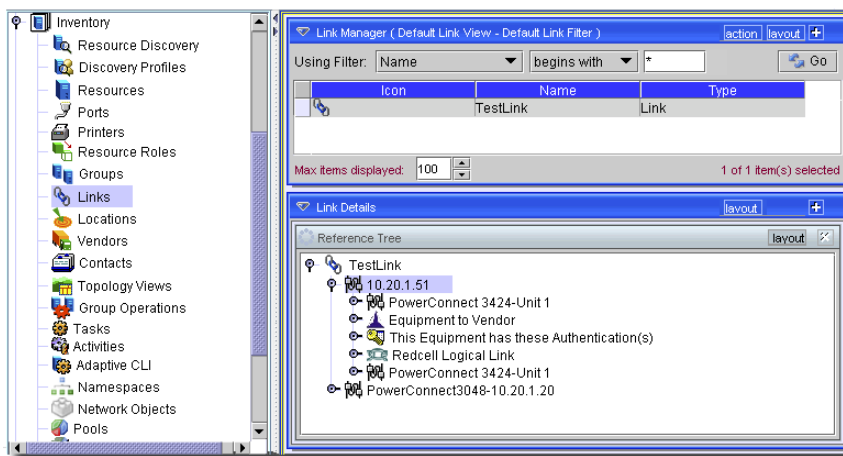 Inventory
Resource Discovery
Discovery Profiles
Resources
Ports
Printers
Resource Roles
Groups
Links
Locations
Vendors
Contacts
Topology Views
Group Operations
Tasks
Activities
Adaptive CLI
Namespaces
Network Objects
Pools
Link Manager ( Default Link View - Default Link Filter ) action layout
Using Filter: Name begins with * Go
Icon Name Type
TestLink Link
Max items displayed: 100 1 of 1 item(s) selected
Link Details layout
Reference Tree layout
TestLink
10.20.1.51
PowerConnect 3424-Unit 1
Equipment to Vendor
This Equipment has these Authentication(s)
Redcell Logical Link
PowerConnect 3424-Unit 1
PowerConnect3048-10.20.1.20